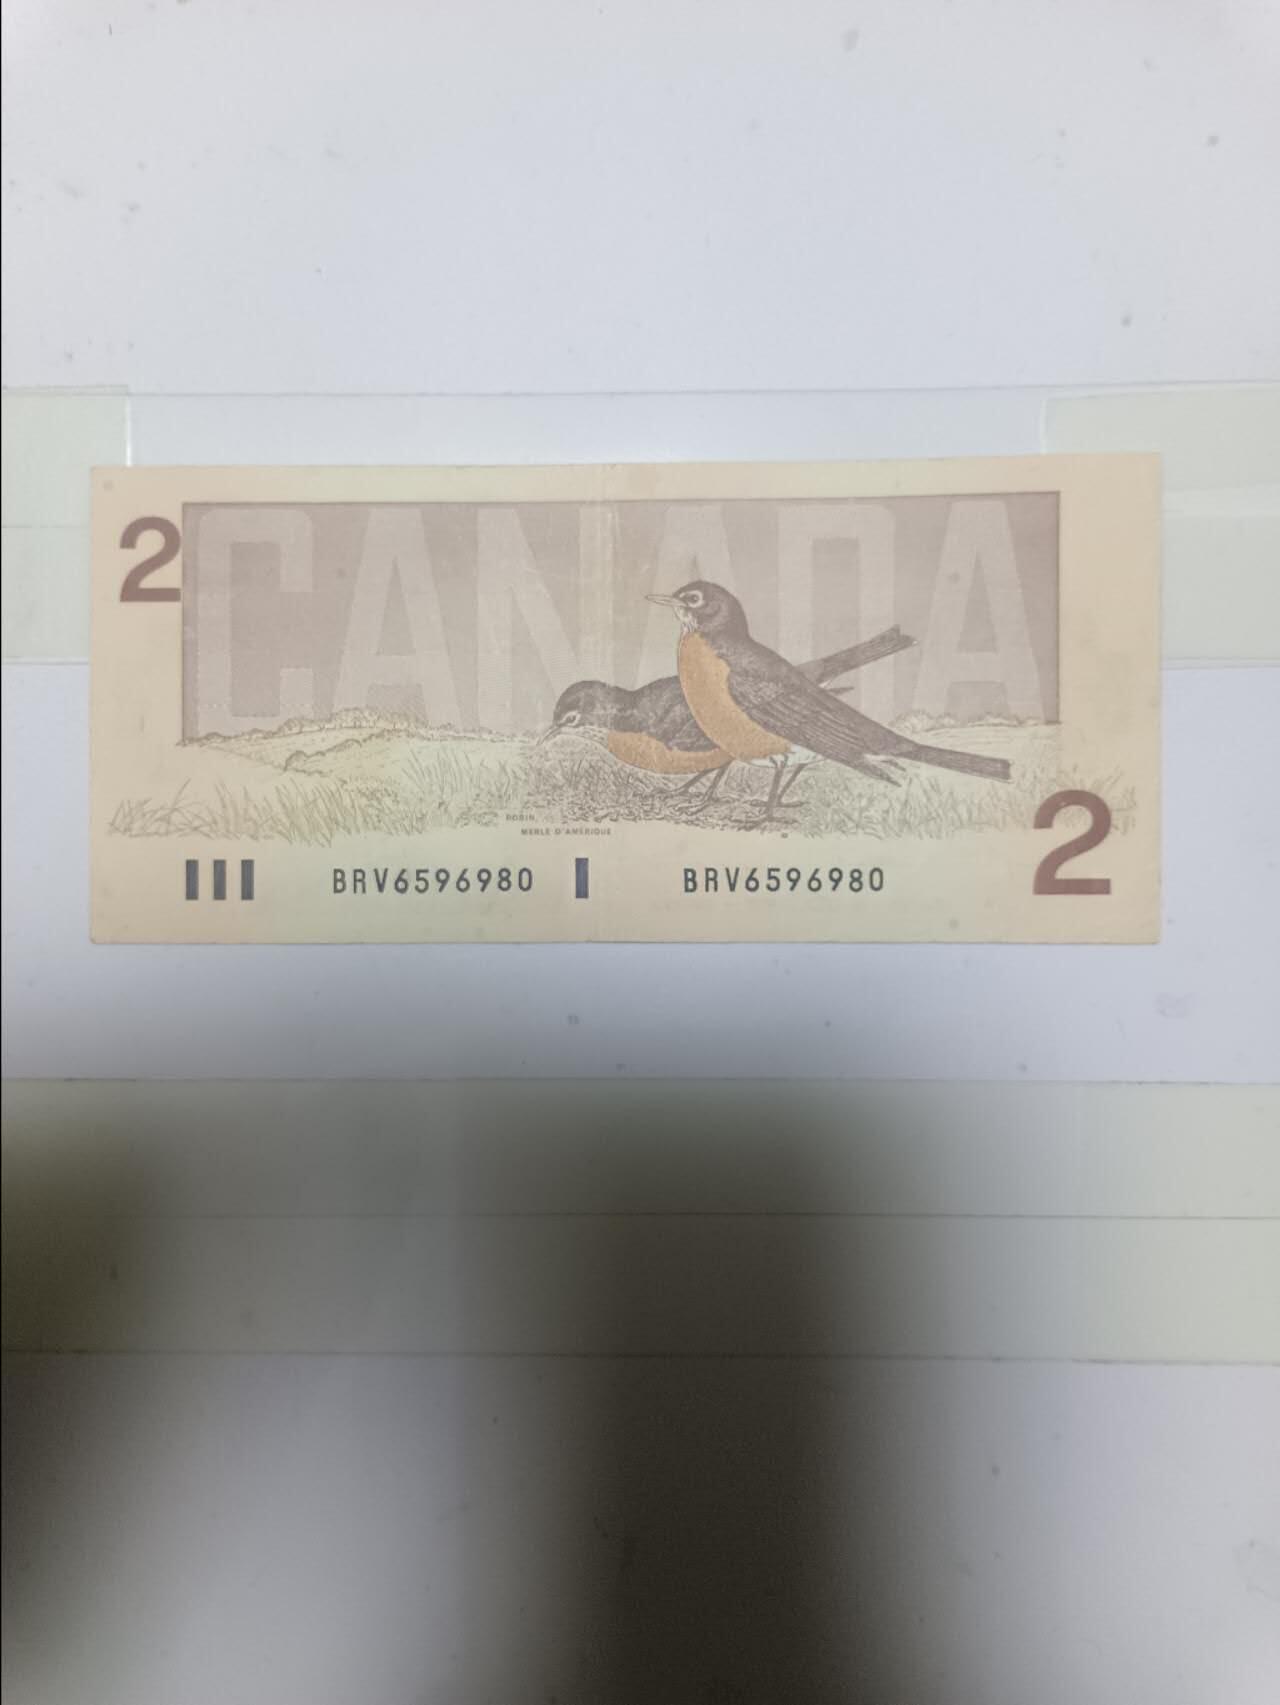 2 CANADA
ROBIN,
MERLE D'AMÉRIQUE
BRV6596980 BRV6596980 2